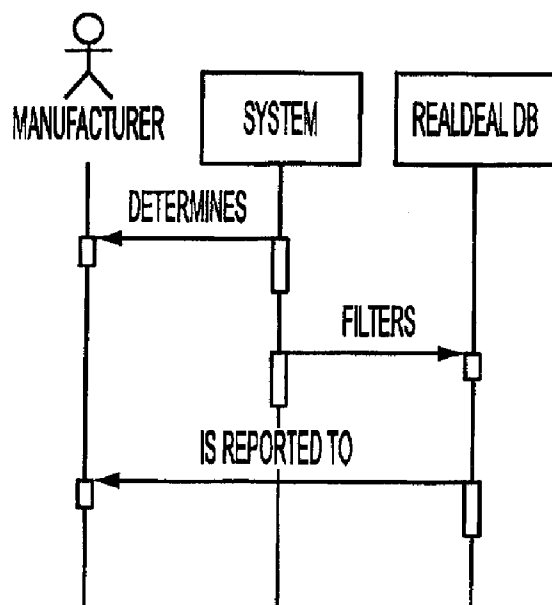 MANUFACTURER
SYSTEM
REALDEAL DB
DETERMINES
FILTERS
IS REPORTED TO